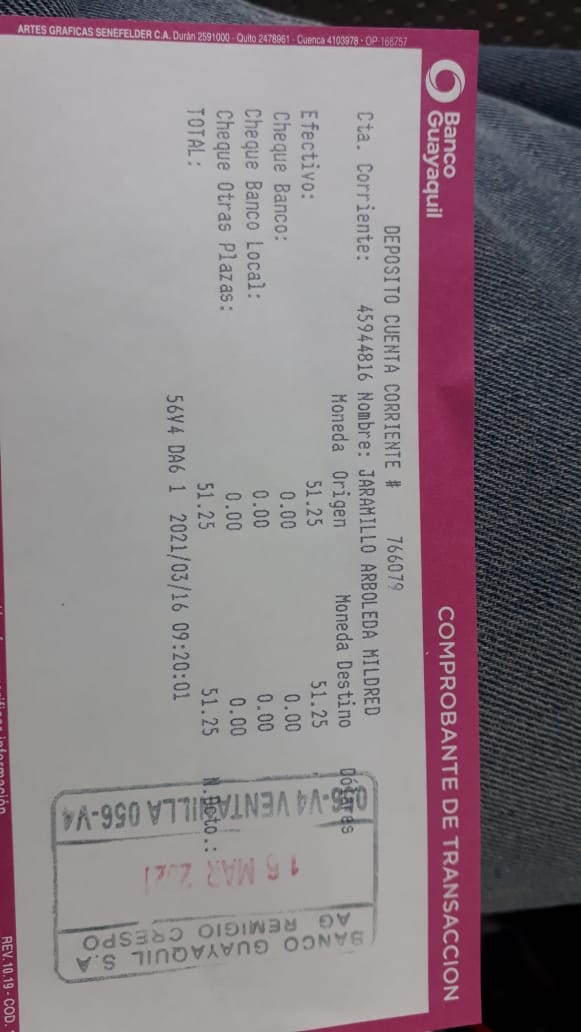 Banco
Guayaquil
COMPROBANTE DE TRANSACCION
BANCO GUAYAQUIL S.A
AG REMIGIO CRESPO
16 MAR 2021
056-V4 VENTANILLA 056-V4
DEPOSITO CUENTA CORRIENTE # 766079
Cta. Corriente: 45944816 Nombre: JARAMILLO ARBOLEDA MILDRED
Moneda Origen Moneda Destino Dólares
Efectivo: 51.25 51.25
Cheque Banco: 0.00 0.00
Cheque Banco Local: 0.00 0.00
Cheque Otras Plazas: 0.00 0.00 N.Dcto.:
TOTAL: 51.25 51.25
56V4 DA6 1 2021/03/16 09:20:01
ARTES GRAFICAS SENEFELDER C.A. Durán 2591000 - Quito 2478961 - Cuenca 4103978 - OP-168757
REV.10.19 - COD.
información